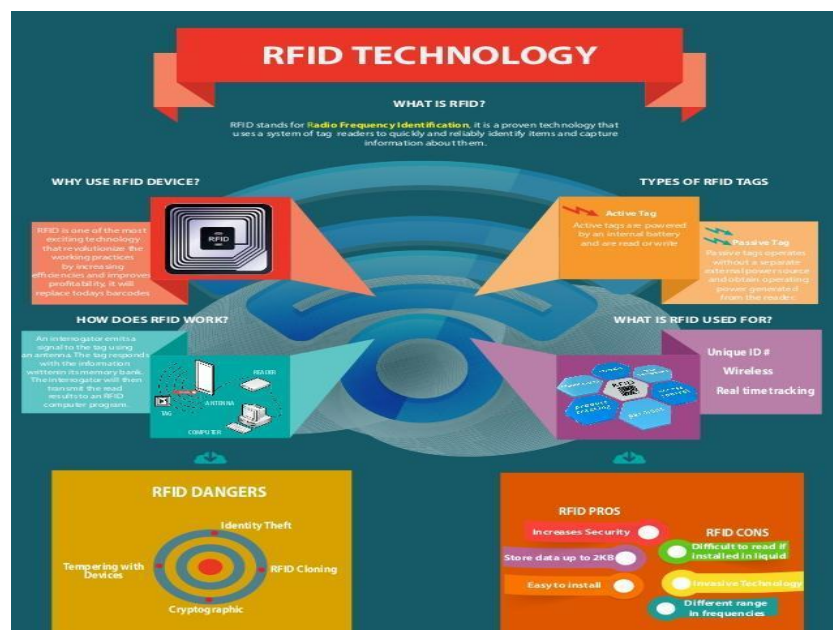 RFID TECHNOLOGY
WHAT IS RFID?
RFID stands for Radio Frequency Identification, it is a proven technology that
uses a system of tag readers to quickly and reliably identify items and capture
information about them.
WHY USE RFID DEVICE?
RFID is one of the most
exciting technology
that revolutionize the
working practices
by increasing
efficiencies and improves
profitability, it will
replace todays barcodes
RFID
TYPES OF RFID TAGS
Active Tag
Active tags are powered
by an internal battery
and are read or write
Passive Tag
Passive tags operates
without a separate
external power source
and obtain operating
power generated
from the reader
HOW DOES RFID WORK?
An interrogator emits a
signal to the tag using
an antenna. The tag responds
with the information
written in its memory bank.
The interrogator will then
transmit the read
results to an RFID
computer program.
READER
ANTENNA
TAG
COMPUTER
WHAT IS RFID USED FOR?
RFID
access
control
product
tracking
Unique ID #
Wireless
Real time tracking
RFID DANGERS
Identity Theft
Tempering with
Devices
RFID Cloning
Cryptographic
RFID PROS
Increases Security
Store data up to 2KB
Easy to install
RFID CONS
Difficult to read if
installed in liquid
Invasive Technology
Different range
in frequencies